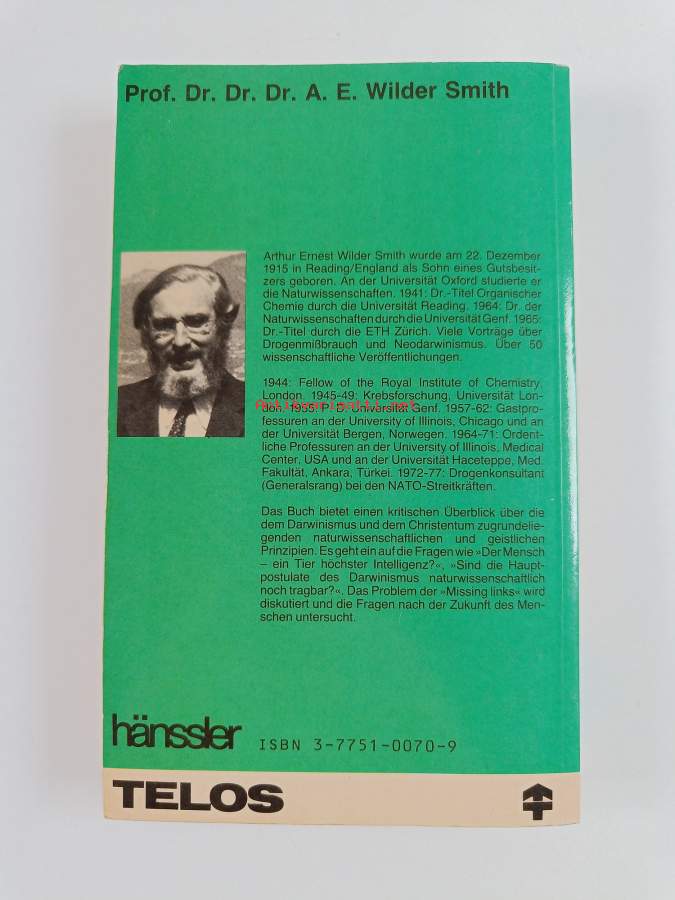 Prof. Dr. Dr. Dr. A. E. Wilder Smith
Arthur Ernest Wilder Smith wurde am 22. Dezember
1915 in Reading/England als Sohn eines Gutsbesit-
zers geboren. An der Universität Oxford studierte er
die Naturwissenschaften. 1941: Dr.-Titel Organischer
Chemie durch die Universität Reading. 1964: Dr. der
Naturwissenschaften durch die Universität Genf. 1965:
Dr.-Titel durch die ETH Zürich. Viele Vorträge über
Drogenmißbrauch und Neodarwinismus. Über 50
wissenschaftliche Veröffentlichungen.
1944: Fellow of the Royal Institute of Chemistry,
London. 1945-49: Krebsforschung, Universität Lon-
don. 1955: P. D. Universität Genf. 1957-62: Gastpro-
fessuren an der University of Illinois, Chicago und an
der Universität Bergen, Norwegen. 1964-71: Ordent-
liche Professuren an der University of Illinois, Medical
Center, USA und an der Universität Haceteppe, Med.
Fakultät, Ankara, Türkei. 1972-77: Drogenkonsultant
(Generalsrang) bei den NATO-Streitkräften.
Das Buch bietet einen kritischen Überblick über die
dem Darwinismus und dem Christentum zugrundelie-
genden naturwissenschaftlichen und geistlichen
Prinzipien. Es geht ein auf die Fragen wie »Der Mensch
– ein Tier höchster Intelligenz?«, »Sind die Haupt-
postulate des Darwinismus naturwissenschaftlich
noch tragbar?«. Das Problem der »Missing links« wird
diskutiert und die Fragen nach der Zukunft des Men-
schen untersucht.
hänssler
ISBN 3-7751-0070-9
TELOS